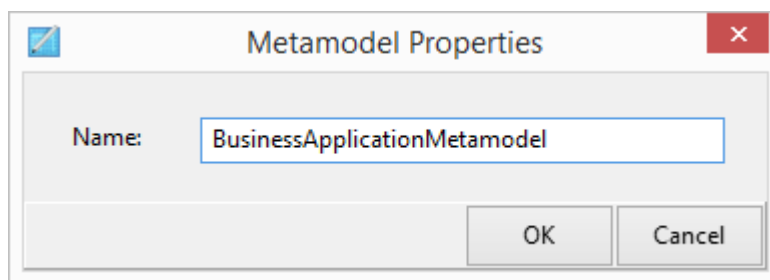 Metamodel Properties
Name: BusinessApplicationMetamodel
OK Cancel